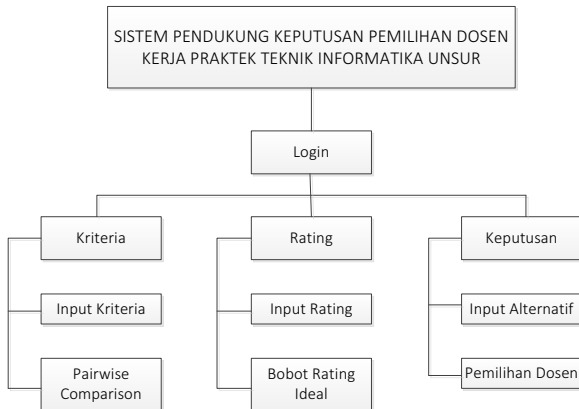 SISTEM PENDUKUNG KEPUTUSAN PEMILIHAN DOSEN
KERJA PRAKTEK TEKNIK INFORMATIKA UNSUR
Login
Kriteria
Rating
Keputusan
Input Kriteria
Input Rating
Input Alternatif
Pairwise
Comparison
Bobot Rating
Ideal
Pemilihan Dosen